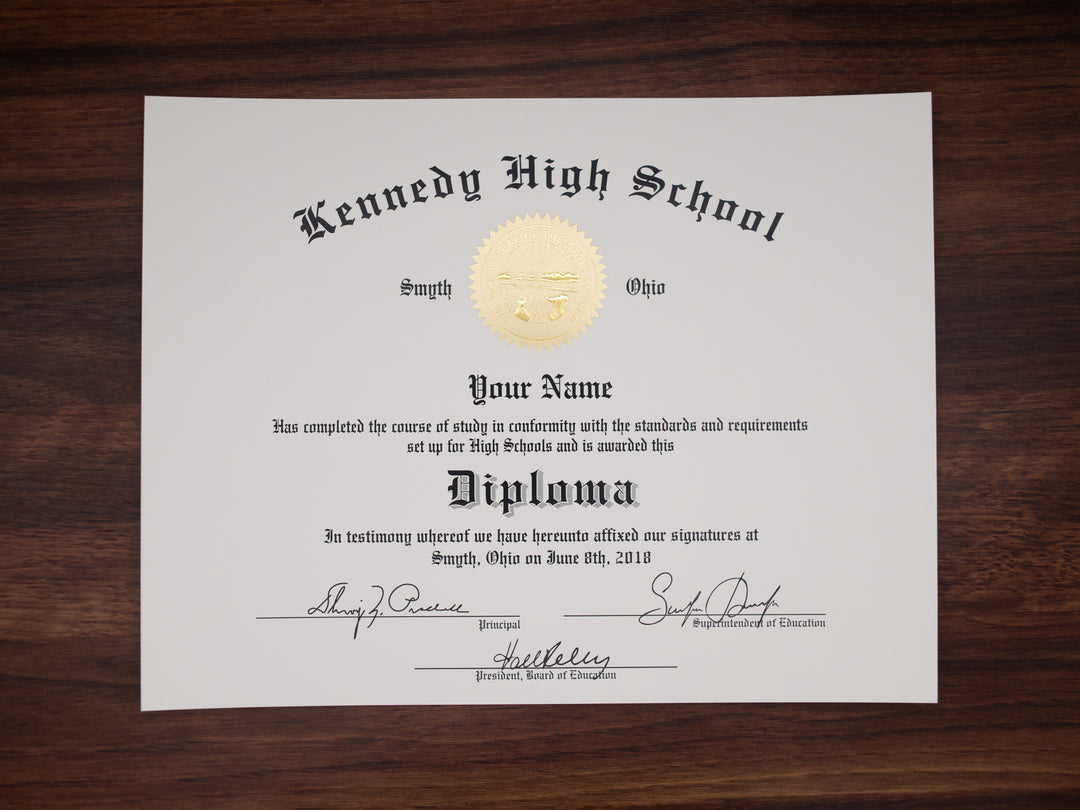 Kennedy High School
Smyth Ohio
Your Name
Has completed the course of study in conformity with the standards and requirements
set up for High Schools and is awarded this
Diploma
In testimony whereof we have hereunto affixed our signatures at
Smyth, Ohio on June 8th, 2018
Principal
Superintendent of Education
President, Board of Education